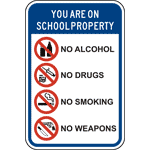 YOU ARE ON
SCHOOL PROPERTY
NO ALCOHOL
NO DRUGS
NO SMOKING
NO WEAPONS